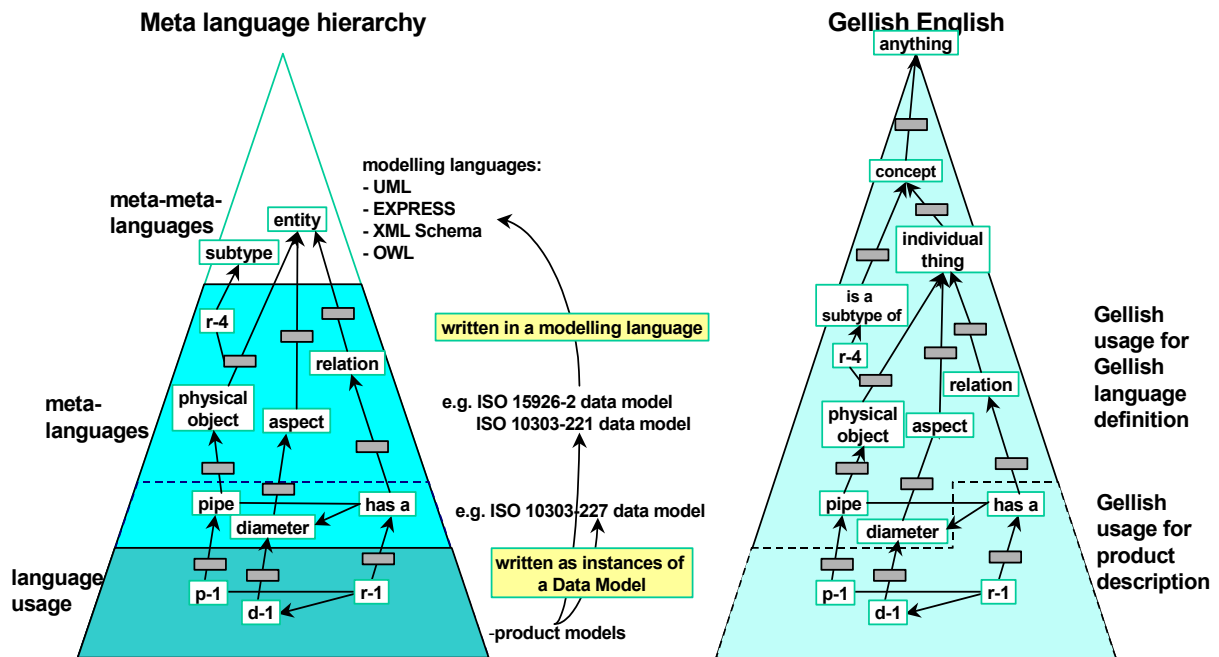 Meta language hierarchy
meta-meta-
languages
meta-
languages
language
usage
entity
subtype
r-4
relation
physical
object
aspect
pipe
has a
diameter
p-1
r-1
d-1
modelling languages:
- UML
- EXPRESS
- XML Schema
- OWL
written in a modelling language
e.g. ISO 15926-2 data model
ISO 10303-221 data model
e.g. ISO 10303-227 data model
written as instances of
a Data Model
-product models
Gellish English
anything
concept
individual
thing
is a
subtype of
r-4
relation
physical
object
aspect
pipe
has a
diameter
p-1
r-1
d-1
Gellish
usage for
Gellish
language
definition
Gellish
usage for
product
description